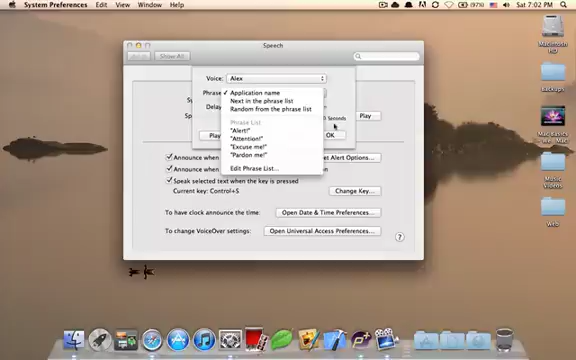 System Preferences Edit View Window Help
(97%) Sat 7:02 PM
Speech
Show All
Voice: Alex
Phrase ✓ Application name
Next in the phrase list
Random from the phrase list
Delay
Seconds
Play
Phrase List
"Alert!"
"Attention!"
"Excuse me!"
"Pardon me!"
Edit Phrase List...
Play
OK
Announce when
et Alert Options...
Announce when
Speak selected text when the key is pressed
Current key: Control+S
Change Key...
To have clock announce the time:
Open Date & Time Preferences...
To change VoiceOver settings:
Open Universal Access Preferences...
?
Macintosh
HD
Backups
Music
Videos
Web